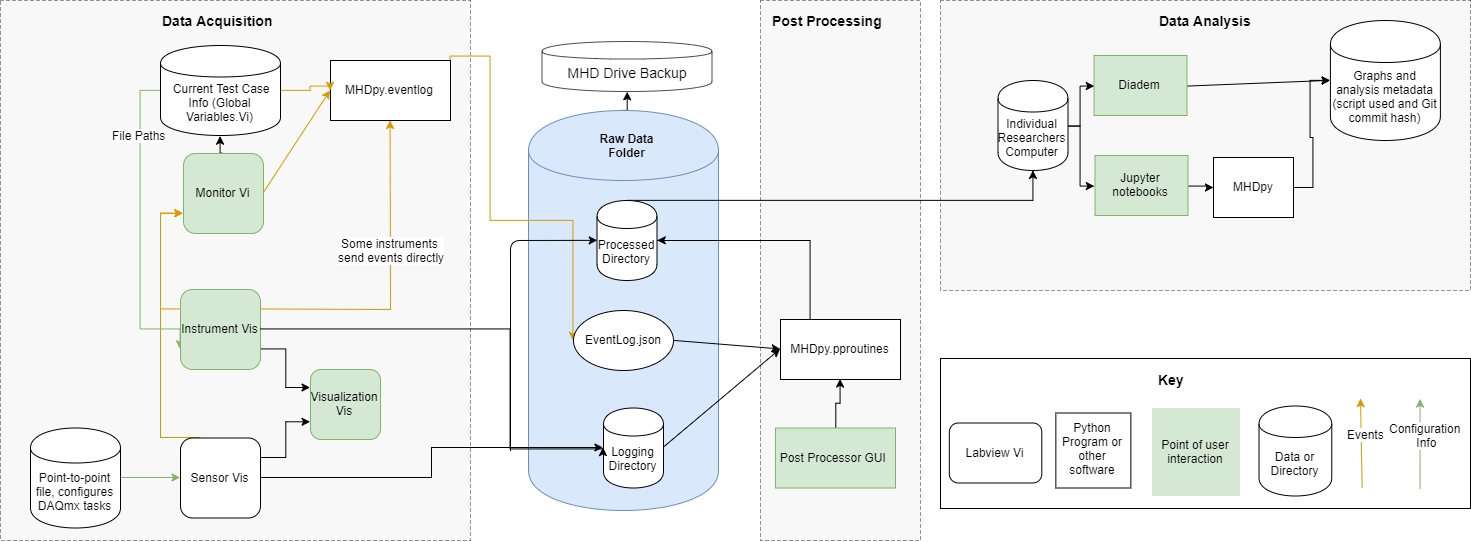 Data Acquisition
Current Test Case
Info (Global
Variables.Vi)
MHDpy.eventlog
File Paths
Monitor Vi
Some instruments
send events directly
Instrument Vis
Visualization
Vis
Point-to-point
file, configures
DAQmx tasks
Sensor Vis
MHD Drive Backup
Raw Data
Folder
Processed
Directory
EventLog.json
Logging
Directory
Post Processing
MHDpy.pproutines
Post Processor GUI
Data Analysis
Individual
Researchers
Computer
Diadem
Jupyter
notebooks
MHDpy
Graphs and
analysis metadata
(script used and Git
commit hash)
Key
Labview Vi
Python
Program or
other
software
Point of user
interaction
Data or
Directory
Events
Configuration
Info